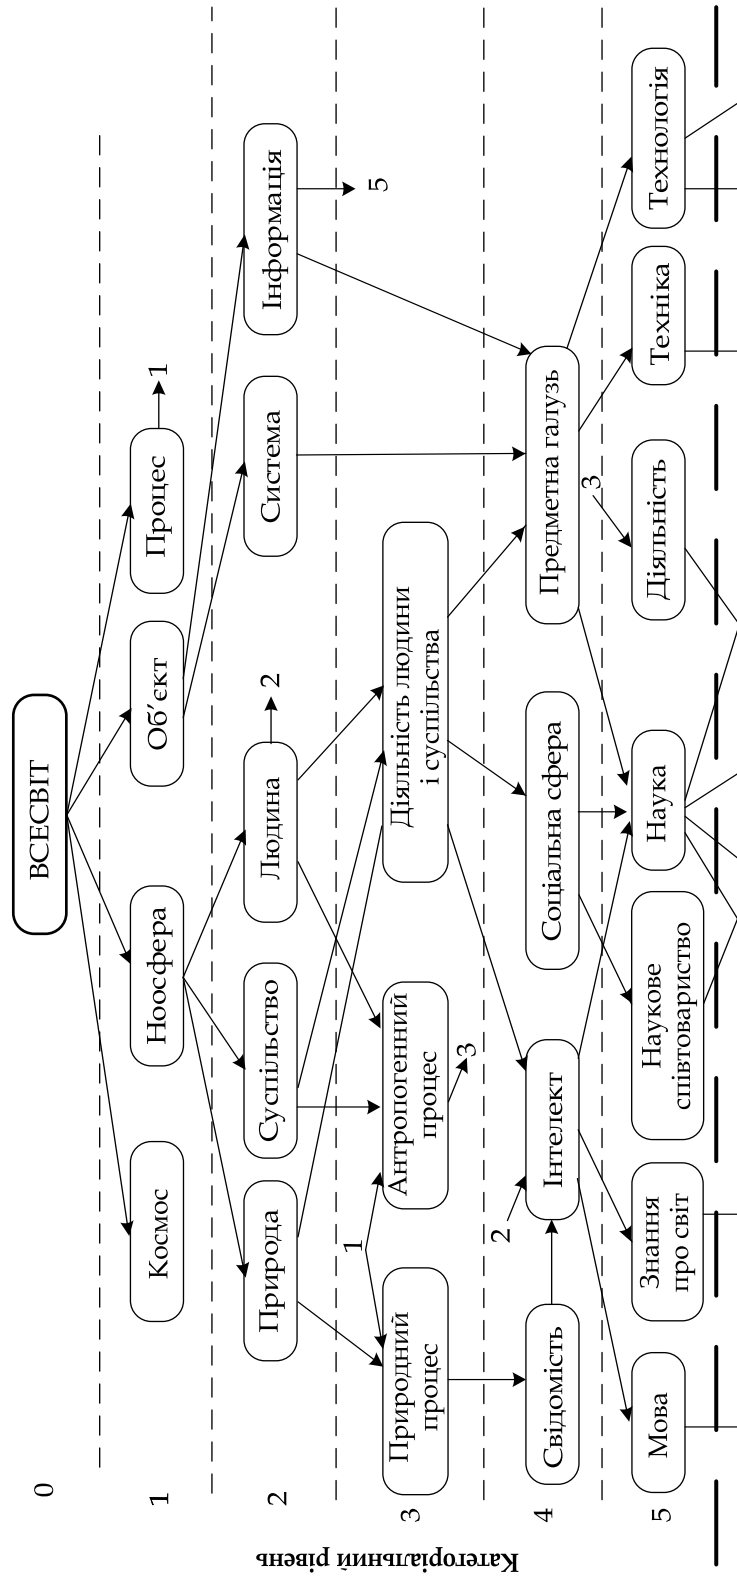 Категоріальний рівень
0
ВСЕСВІТ
1
Космос
Ноосфера
Об’єкт
Процес
1
2
Природа
Суспільство
Людина
2
Система
Інформація
5
3
Природний
процес
1
Антропогенний
процес
3
Діяльність людини
і суспільства
4
Свідомість
2
Інтелект
Соціальна сфера
Предметна галузь
3
5
Мова
Знання
про світ
Наукове
співтовариство
Наука
Діяльність
Техніка
Технологія